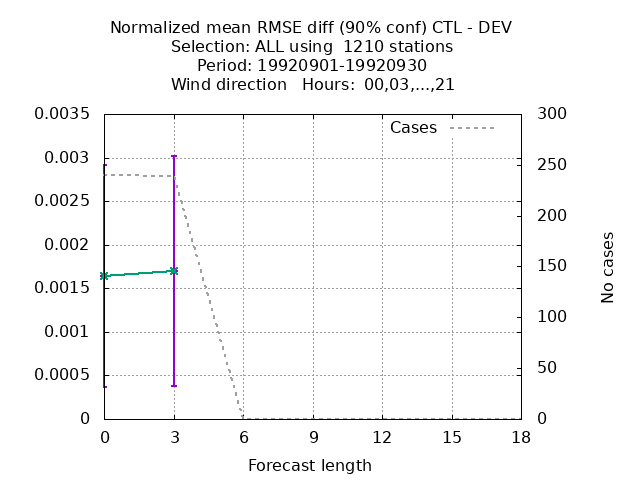 Normalized mean RMSE diff (90% conf) CTL - DEV
Selection: ALL using  1210 stations
Period: 19920901-19920930
Wind direction   Hours:  00,03,...,21
0.0035
0.003
0.0025
0.002
0.0015
0.001
0.0005
0
Cases
300
250
200
150
100
50
0
No cases
0 3 6 9 12 15 18
Forecast length